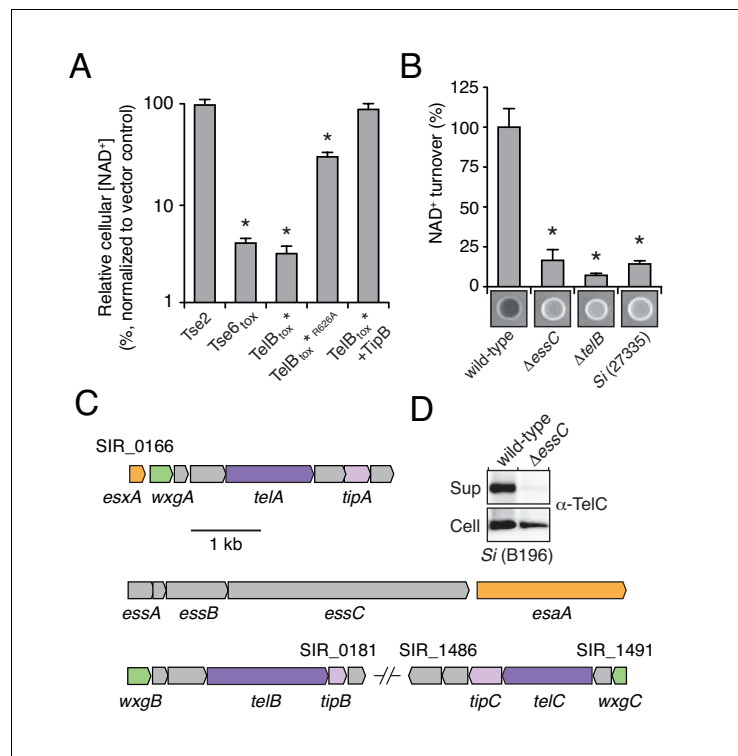 A
Relative cellular [NAD⁺]
(%, normalized to vector control)
100
10
1
*
*
*
Tse2
Tse6tox
TelBtox*
TelBtox* R626A
TelBtox*
+TipB
B
NAD⁺ turnover (%)
125
100
75
50
25
0
*
*
*
wild-type
ΔessC
ΔtelB
Si (27335)
C
SIR_0166
esxA
wxgA
telA
tipA
1 kb
D
wild-type
ΔessC
Sup
Cell
α-TelC
Si (B196)
essA
essB
essC
esaA
SIR_0181
SIR_1486
SIR_1491
wxgB
telB
tipB
tipC
telC
wxgC